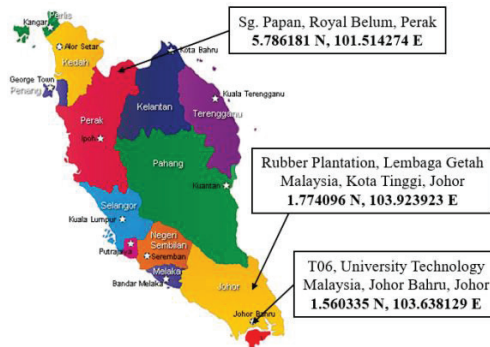 Perlis
Kangar
Alor Setar
Kedah
George Town
Penang
Kota Bahru
Kuala Terengganu
Kelantan
Terengganu
Perak
Ipoh
Pahang
Kuantan
Selangor
Kuala Lumpur
Putrajaya
Negeri
Sembilan
Seremban
Melaka
Bandar Melaka
Johor
Johor Bahru
Sg. Papan, Royal Belum, Perak
5.786181 N, 101.514274 E
Rubber Plantation, Lembaga Getah
Malaysia, Kota Tinggi, Johor
1.774096 N, 103.923923 E
T06, University Technology
Malaysia, Johor Bahru, Johor
1.560335 N, 103.638129 E